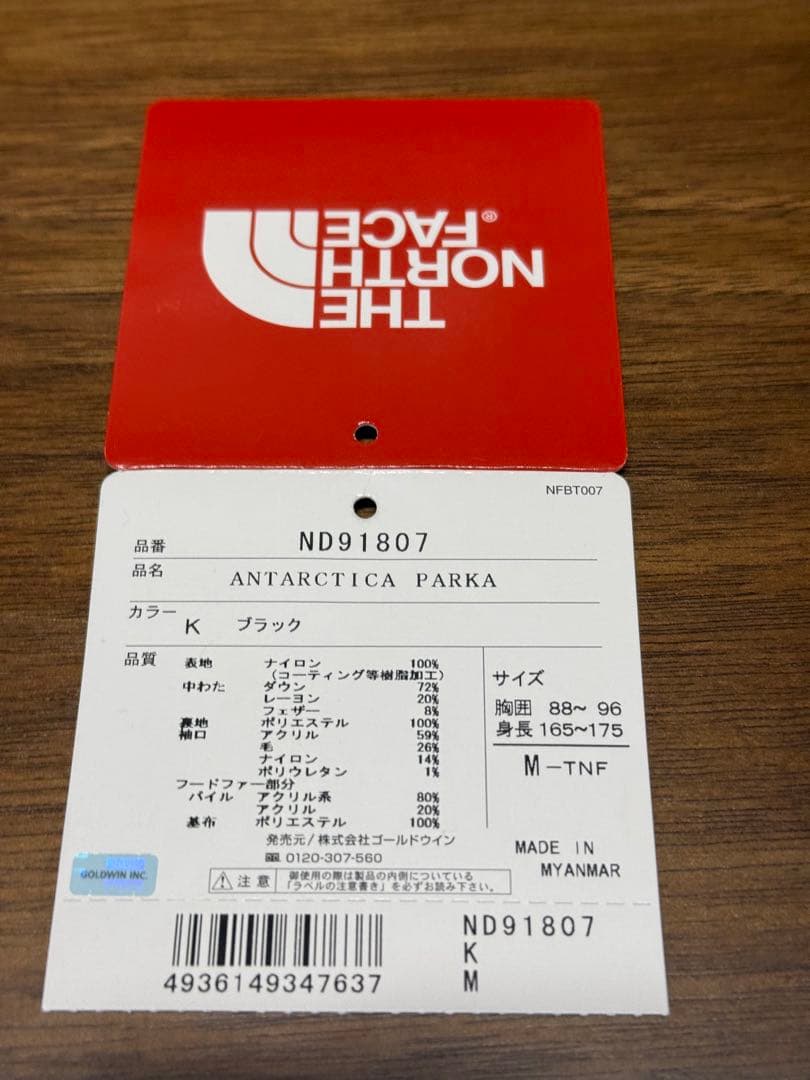 THE
NORTH
FACE®
NFBT007
品番 ND91807
品名 ANTARCTICA PARKA
カラー K ブラック
品質 表地 ナイロン 100%
(コーティング等樹脂加工)
中わた ダウン 72%
レーヨン 20%
フェザー 8%
裏地 ポリエステル 100%
袖口 アクリル 59%
毛 26%
ナイロン 14%
ポリウレタン 1%
フードファー部分
パイル アクリル系 80%
アクリル 20%
基布 ポリエステル 100%
サイズ
胸囲 88~ 96
身長 165~175
M-TNF
発売元/株式会社ゴールドウイン
0120-307-560
MADE IN
MYANMAR
GOLDWIN INC.
注意 御使用の際は製品の内側についている
「ラベルの注意書き」を必ずお読み下さい。
4936149347637
ND91807
K
M